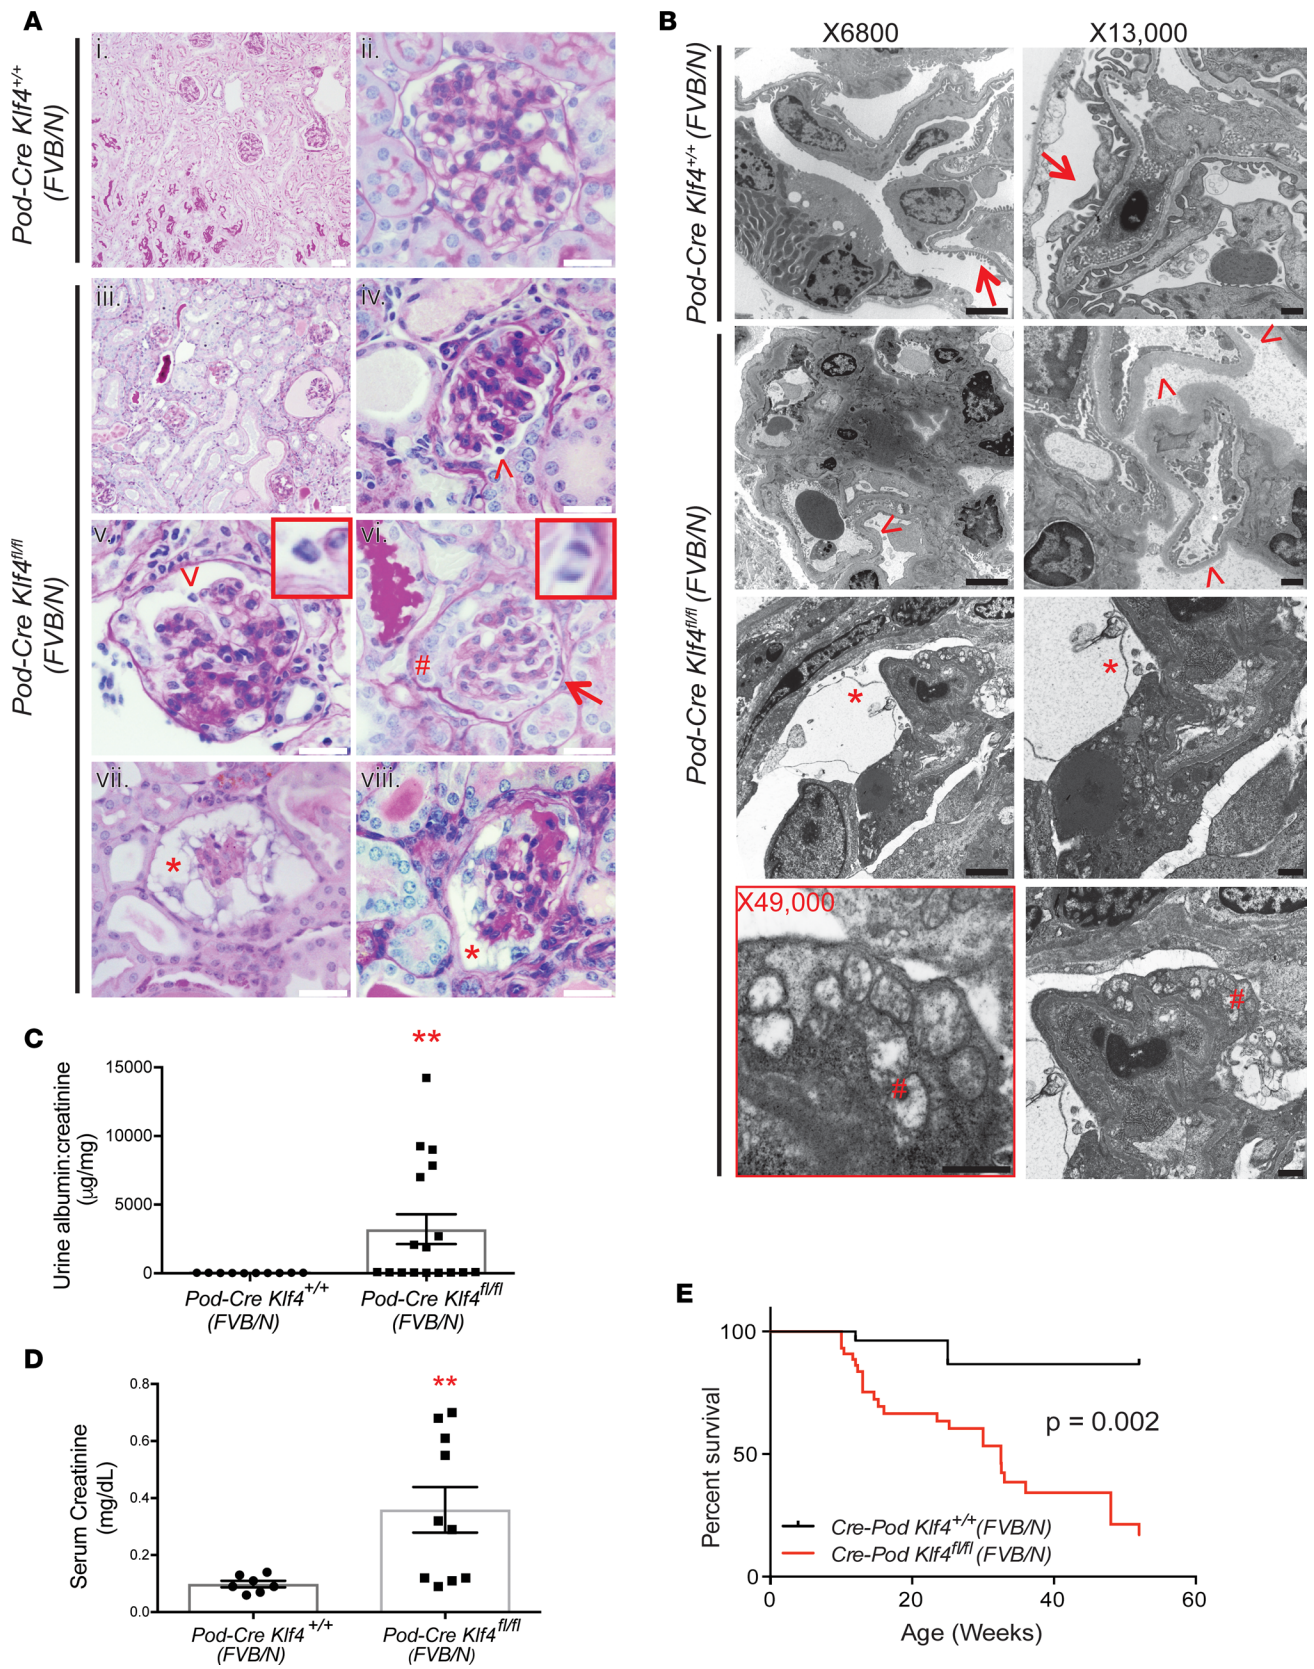 A
Pod-Cre Klf4+/+
(FVB/N)
i.
ii.
Pod-Cre Klf4fl/fl
(FVB/N)
iii.
iv.
>
v.
>
vi.
#
vii.
*
viii.
*
B
X6800
X13,000
Pod-Cre Klf4+/+ (FVB/N)
Pod-Cre Klf4fl/fl (FVB/N)
>
>
>
>
*
*
X49,000
#
#
C
**
Urine albumin:creatinine
(µg/mg)
15000
10000
5000
0
Pod-Cre Klf4+/+
(FVB/N)
Pod-Cre Klf4fl/fl
(FVB/N)
D
**
Serum Creatinine
(mg/dL)
0.8
0.6
0.4
0.2
0.0
Pod-Cre Klf4+/+
(FVB/N)
Pod-Cre Klf4fl/fl
(FVB/N)
E
Percent survival
100
50
0
p = 0.002
Cre-Pod Klf4+/+(FVB/N)
Cre-Pod Klf4fl/fl (FVB/N)
0
20
40
60
Age (Weeks)